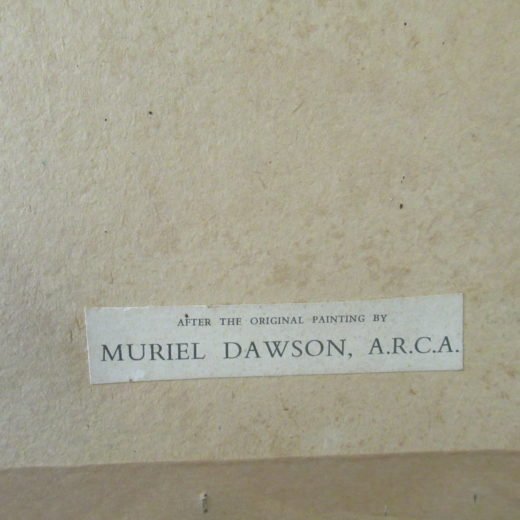 AFTER THE ORIGINAL PAINTING BY
MURIEL DAWSON, A.R.C.A.